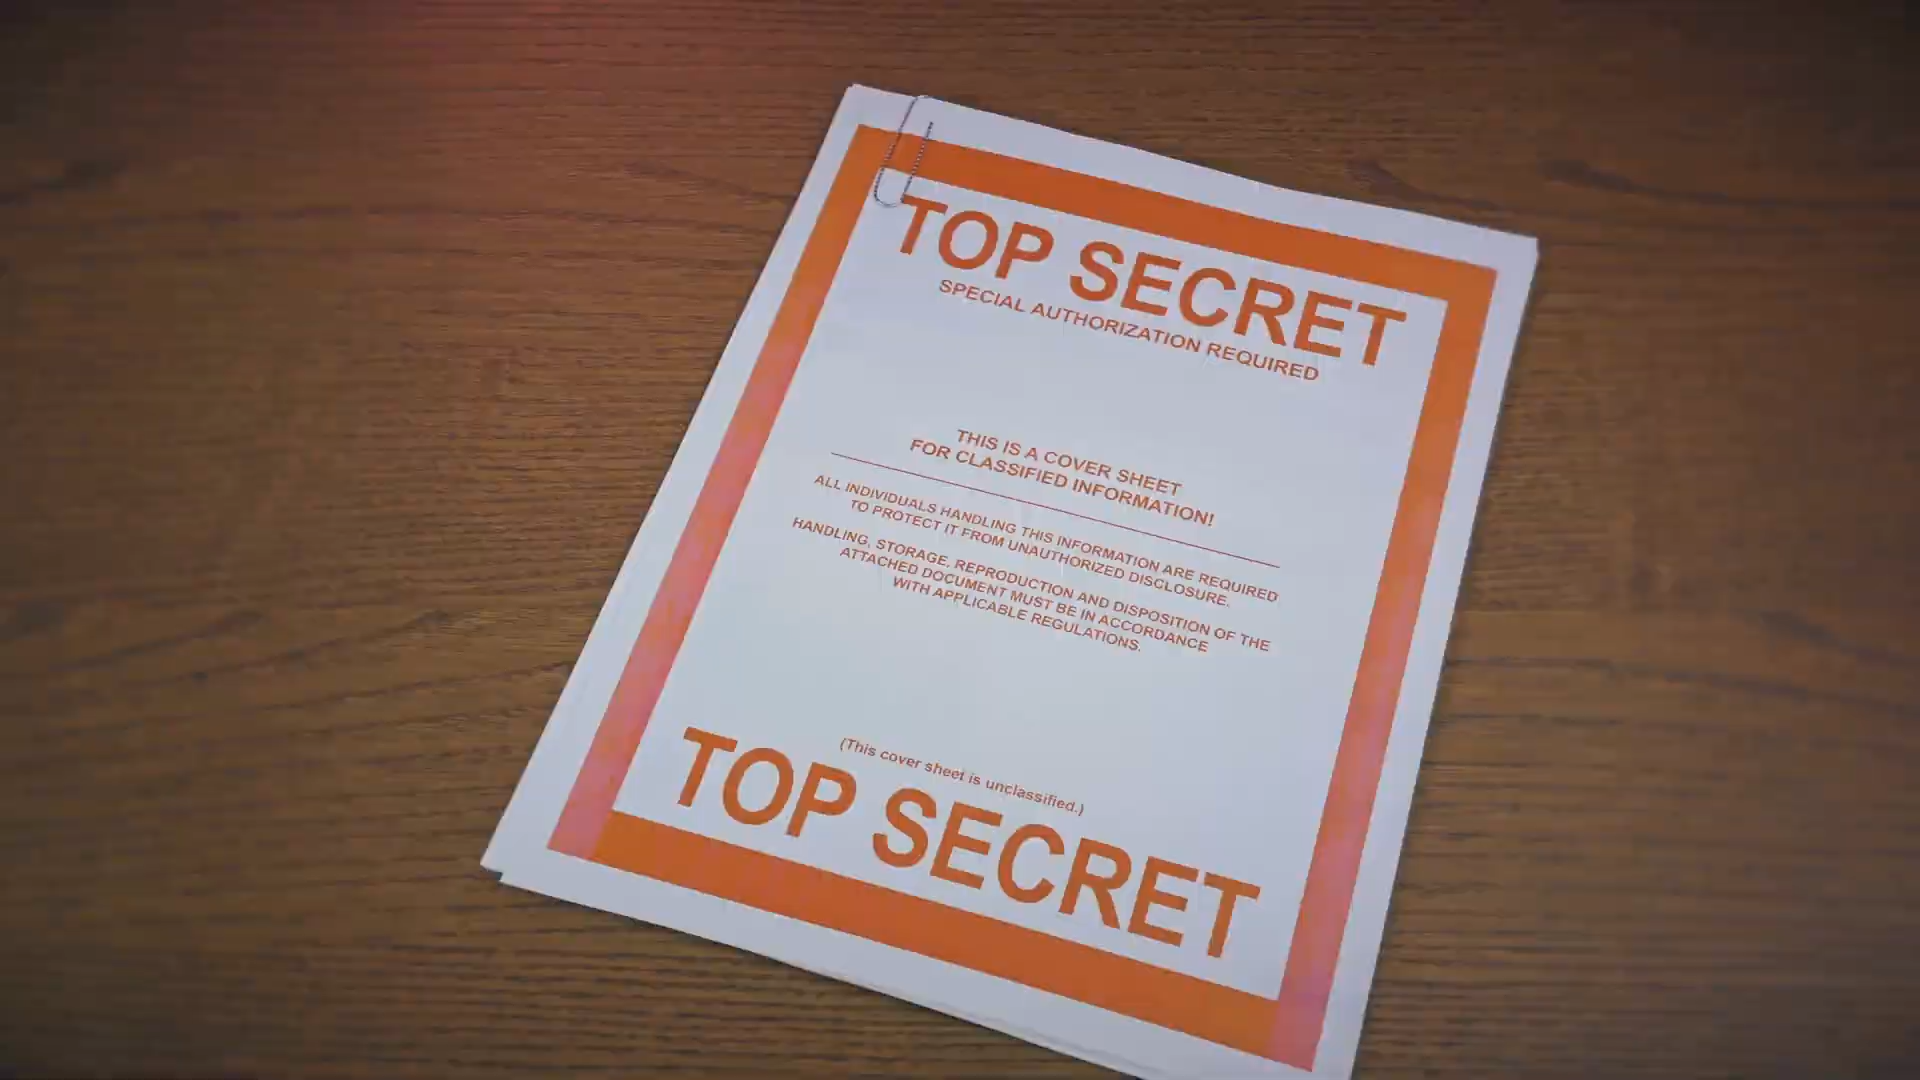 TOP SECRET
SPECIAL AUTHORIZATION REQUIRED
THIS IS A COVER SHEET
FOR CLASSIFIED INFORMATION!
ALL INDIVIDUALS HANDLING THIS INFORMATION ARE REQUIRED
TO PROTECT IT FROM UNAUTHORIZED DISCLOSURE.
HANDLING, STORAGE, REPRODUCTION AND DISPOSITION OF THE
ATTACHED DOCUMENT MUST BE IN ACCORDANCE
WITH APPLICABLE REGULATIONS.
(This cover sheet is unclassified.)
TOP SECRET